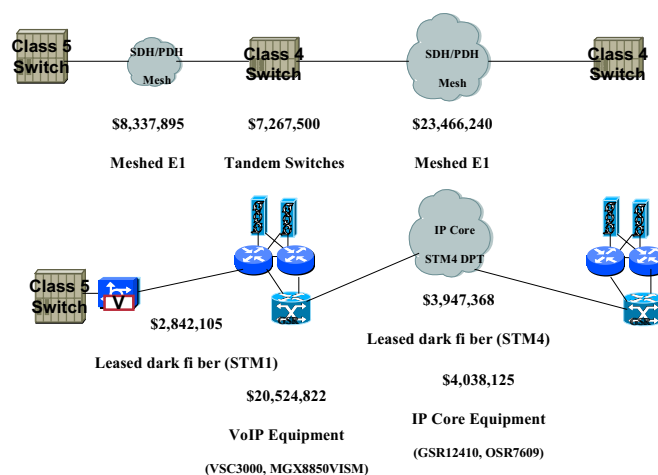 Class 5
Switch
SDH/PDH
Mesh
Class 4
Switch
SDH/PDH
Mesh
Class 4
Switch
$8,337,895
$7,267,500
$23,466,240
Meshed E1
Tandem Switches
Meshed E1
IP Core
STM4 DPT
Class 5
Switch
V
GSR
GSR
$2,842,105
$3,947,368
Leased dark fi ber (STM1)
Leased dark fi ber (STM4)
$20,524,822
$4,038,125
VoIP Equipment
IP Core Equipment
(VSC3000, MGX8850VISM)
(GSR12410, OSR7609)